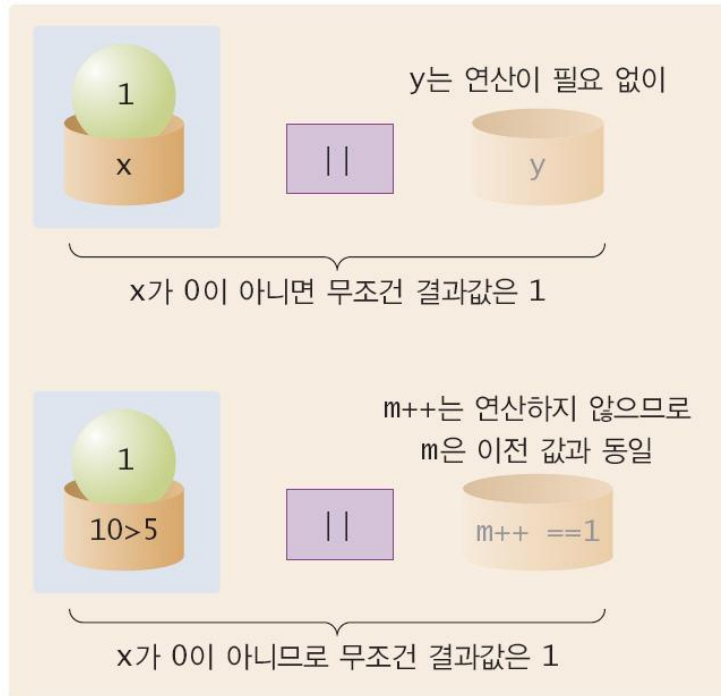 y는 연산이 필요 없이
1
x || y
x가 0이 아니면 무조건 결과값은 1
m++는 연산하지 않으므로
m은 이전 값과 동일
1
10>5 || m++ ==1
x가 0이 아니므로 무조건 결과값은 1